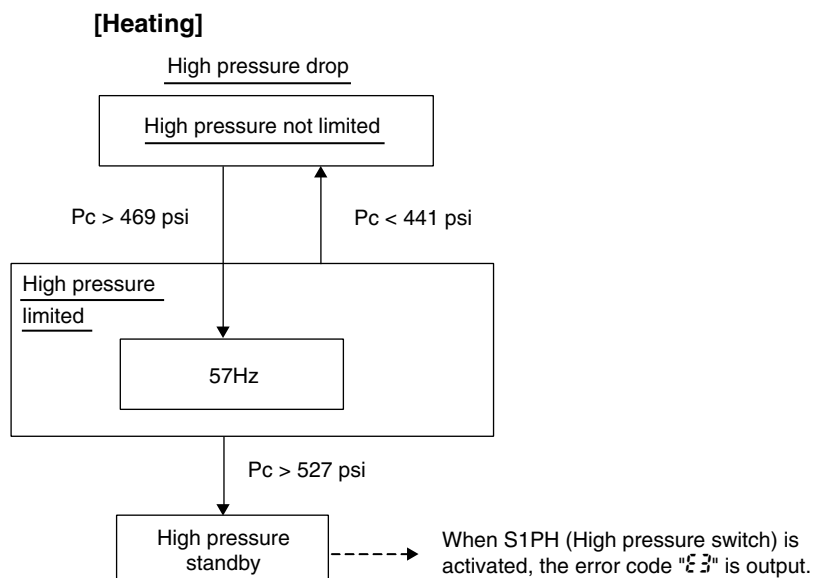 [Heating]
High pressure drop
High pressure not limited
Pc > 469 psi
Pc < 441 psi
High pressure
limited
57Hz
Pc > 527 psi
High pressure
standby
When S1PH (High pressure switch) is
activated, the error code "E3" is output.